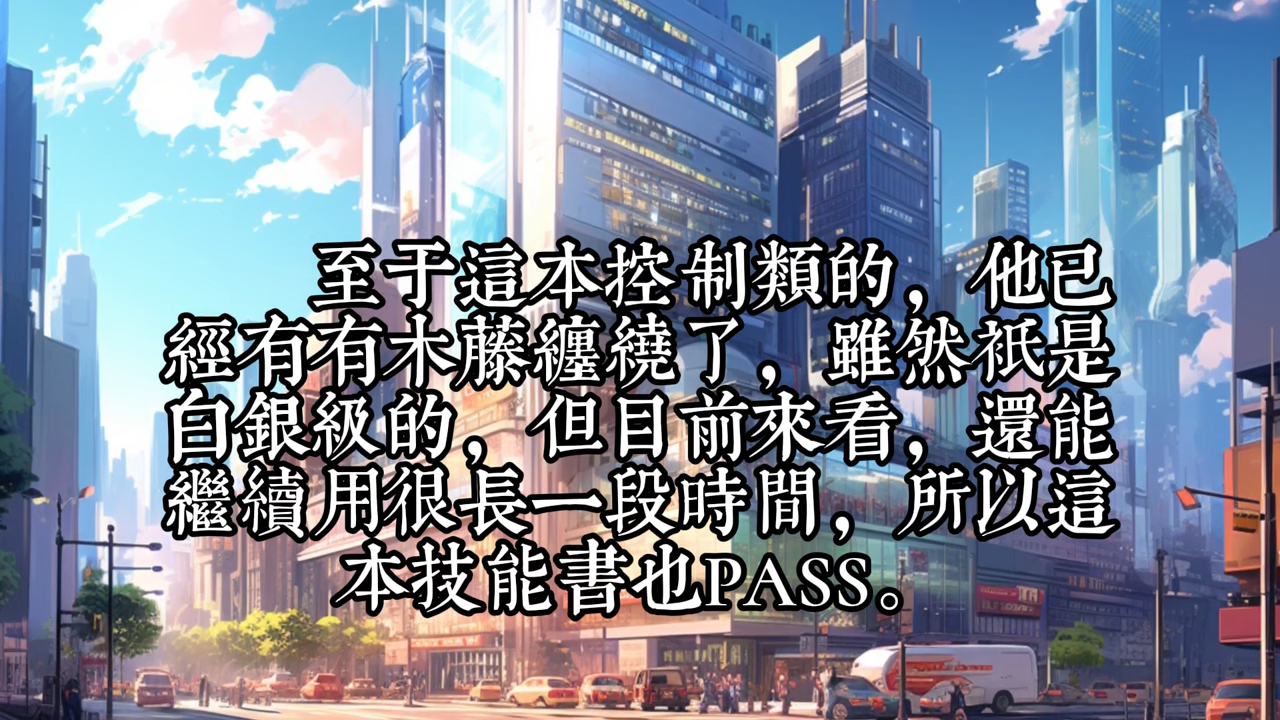 至于這本控制類的，他已
經有有木藤纏繞了，雖然祇是
白銀級的，但目前來看，還能
繼續用很長一段時間，所以這
本技能書也PASS。